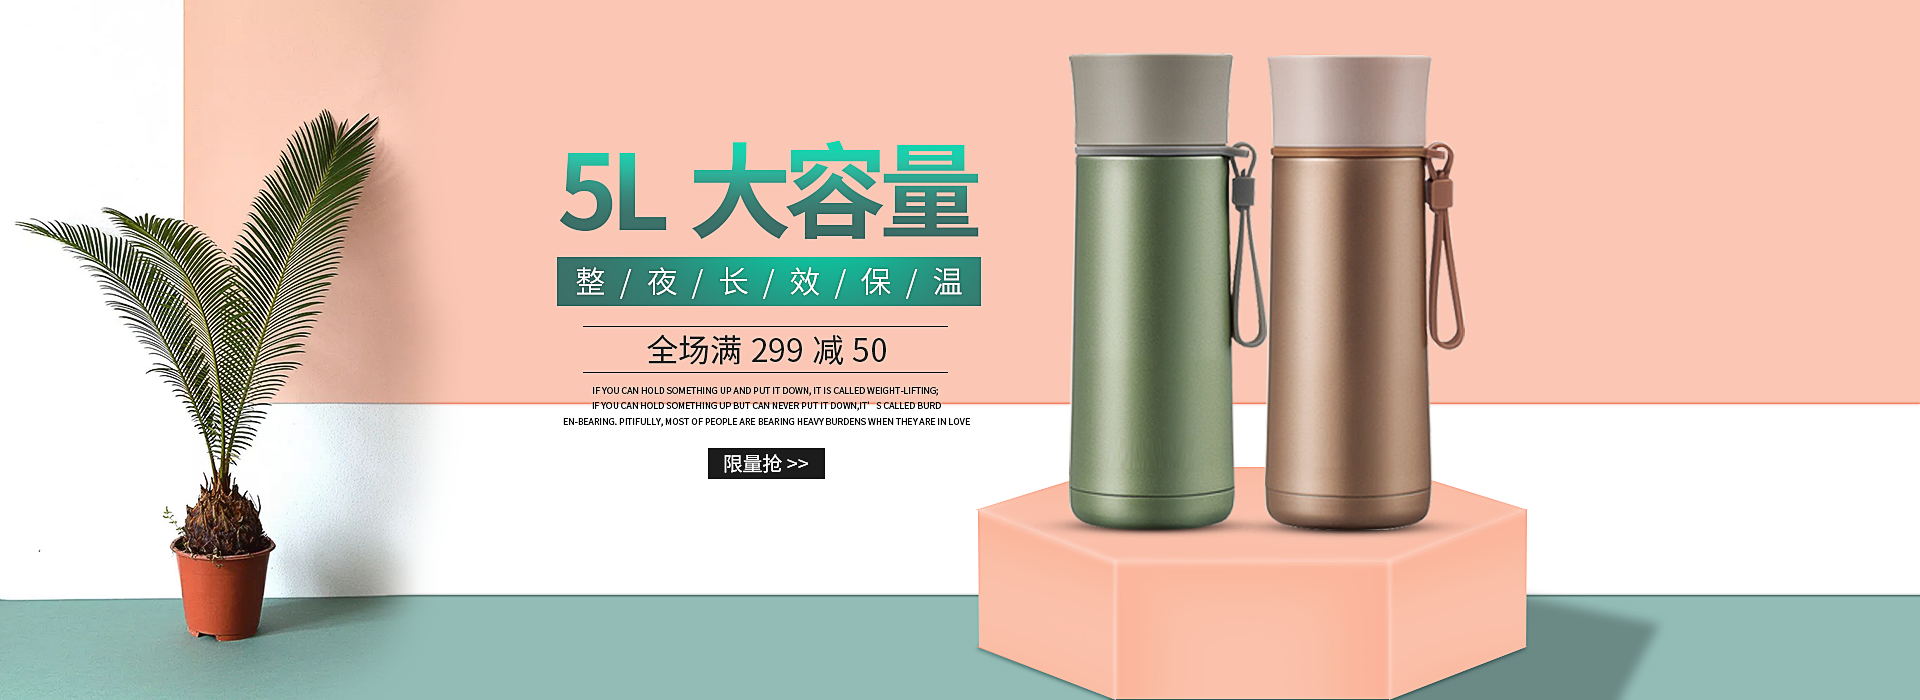 5L 大容量
整 / 夜 / 长 / 效 / 保 / 温
全场满 299 减 50
IF YOU CAN HOLD SOMETHING UP AND PUT IT DOWN, IT IS CALLED WEIGHT-LIFTING;
IF YOU CAN HOLD SOMETHING UP BUT CAN NEVER PUT IT DOWN,IT'S CALLED BURD
EN-BEARING. PITIFULLY, MOST OF PEOPLE ARE BEARING HEAVY BURDENS WHEN THEY ARE IN LOVE
限量抢 >>